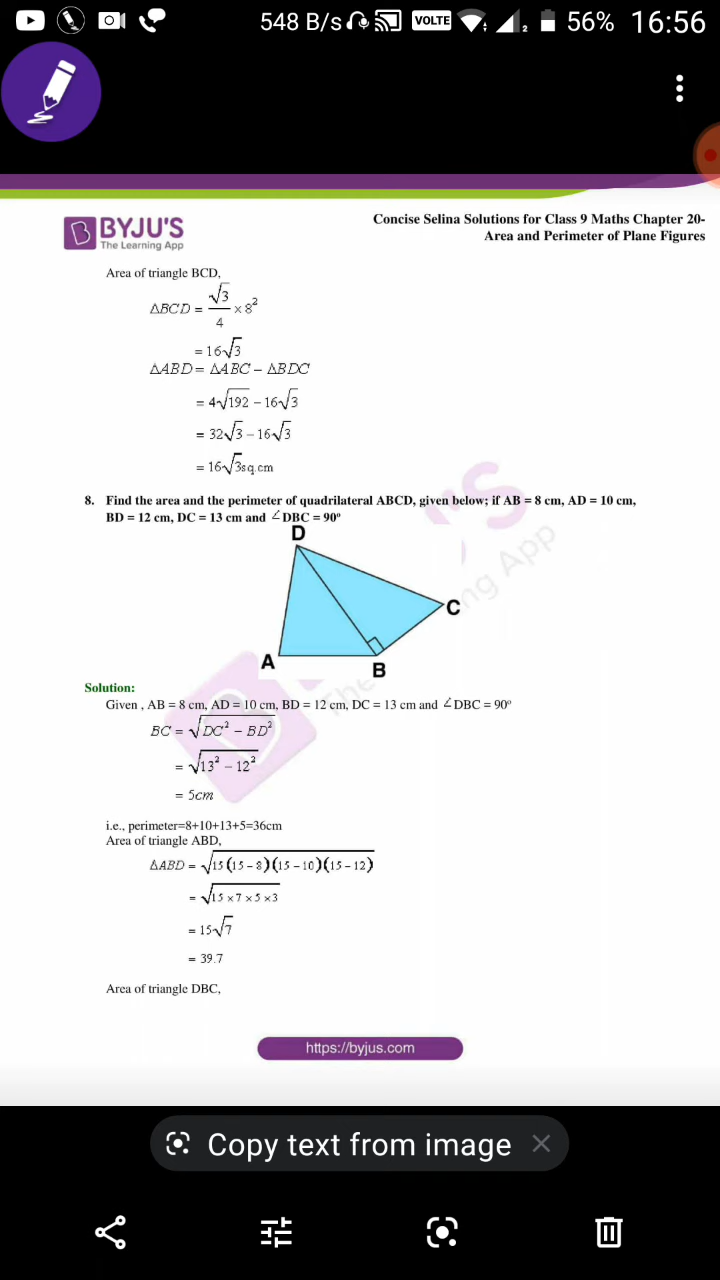 548 B/s VOLTE 2 56% 16:56
BYJU'S
The Learning App
Concise Selina Solutions for Class 9 Maths Chapter 20-
Area and Perimeter of Plane Figures
Area of triangle BCD,
ΔBCD = √3/4 × 8²
= 16√3
ΔABD = ΔABC – ΔBDC
= 4√192 – 16√3
= 32√3 – 16√3
= 16√3sq.cm
8. Find the area and the perimeter of quadrilateral ABCD, given below; if AB = 8 cm, AD = 10 cm,
BD = 12 cm, DC = 13 cm and ∠DBC = 90º
D
C
A
B
Solution:
Given , AB = 8 cm, AD = 10 cm, BD = 12 cm, DC = 13 cm and ∠DBC = 90º
BC = √DC² – BD²
= √13² – 12²
= 5cm
i.e., perimeter=8+10+13+5=36cm
Area of triangle ABD,
ΔABD = √15(15 – 8)(15 – 10)(15 – 12)
= √15 × 7 × 5 × 3
= 15√7
= 39.7
Area of triangle DBC,
https://byjus.com
Copy text from image